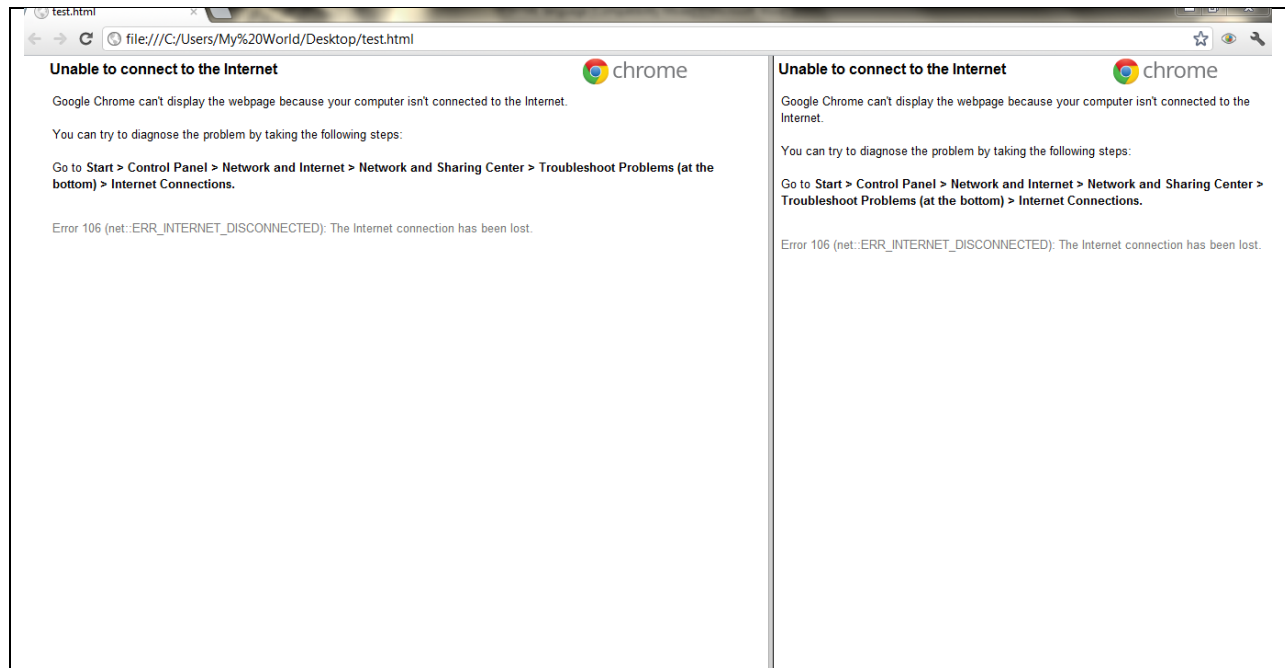 test.html
file:///C:/Users/My%20World/Desktop/test.html
Unable to connect to the Internet
chrome
Google Chrome can't display the webpage because your computer isn't connected to the Internet.
You can try to diagnose the problem by taking the following steps:
Go to Start > Control Panel > Network and Internet > Network and Sharing Center > Troubleshoot Problems (at the
bottom) > Internet Connections.
Error 106 (net::ERR_INTERNET_DISCONNECTED): The Internet connection has been lost.
Unable to connect to the Internet
chrome
Google Chrome can't display the webpage because your computer isn't connected to the
Internet.
You can try to diagnose the problem by taking the following steps:
Go to Start > Control Panel > Network and Internet > Network and Sharing Center >
Troubleshoot Problems (at the bottom) > Internet Connections.
Error 106 (net::ERR_INTERNET_DISCONNECTED): The Internet connection has been lost.